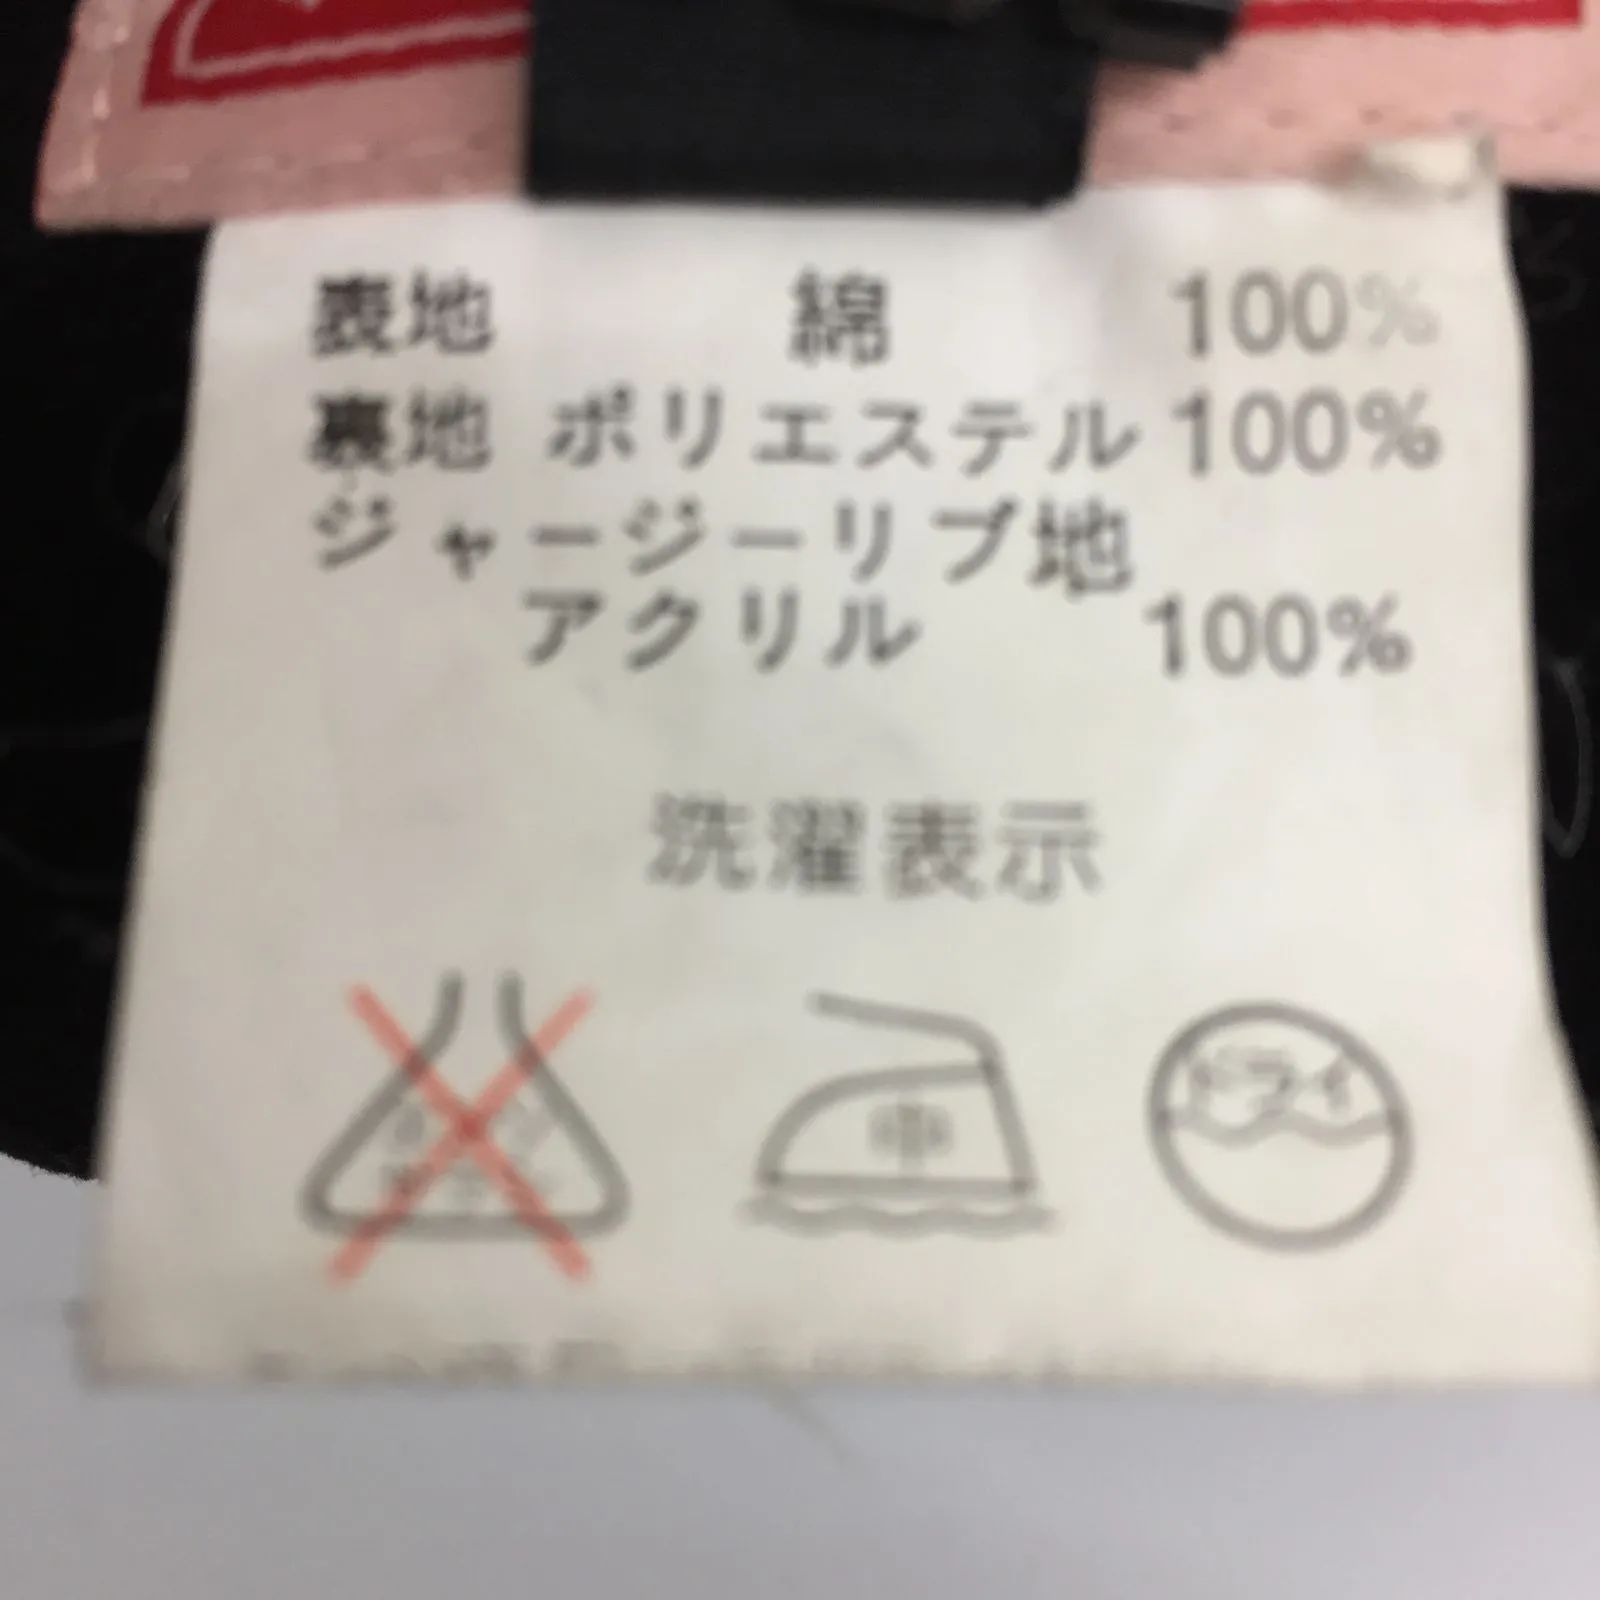 表地 綿 100%
裏地 ポリエステル 100%
ジャージーリブ地
アクリル 100%
洗濯表示
中
ドライ